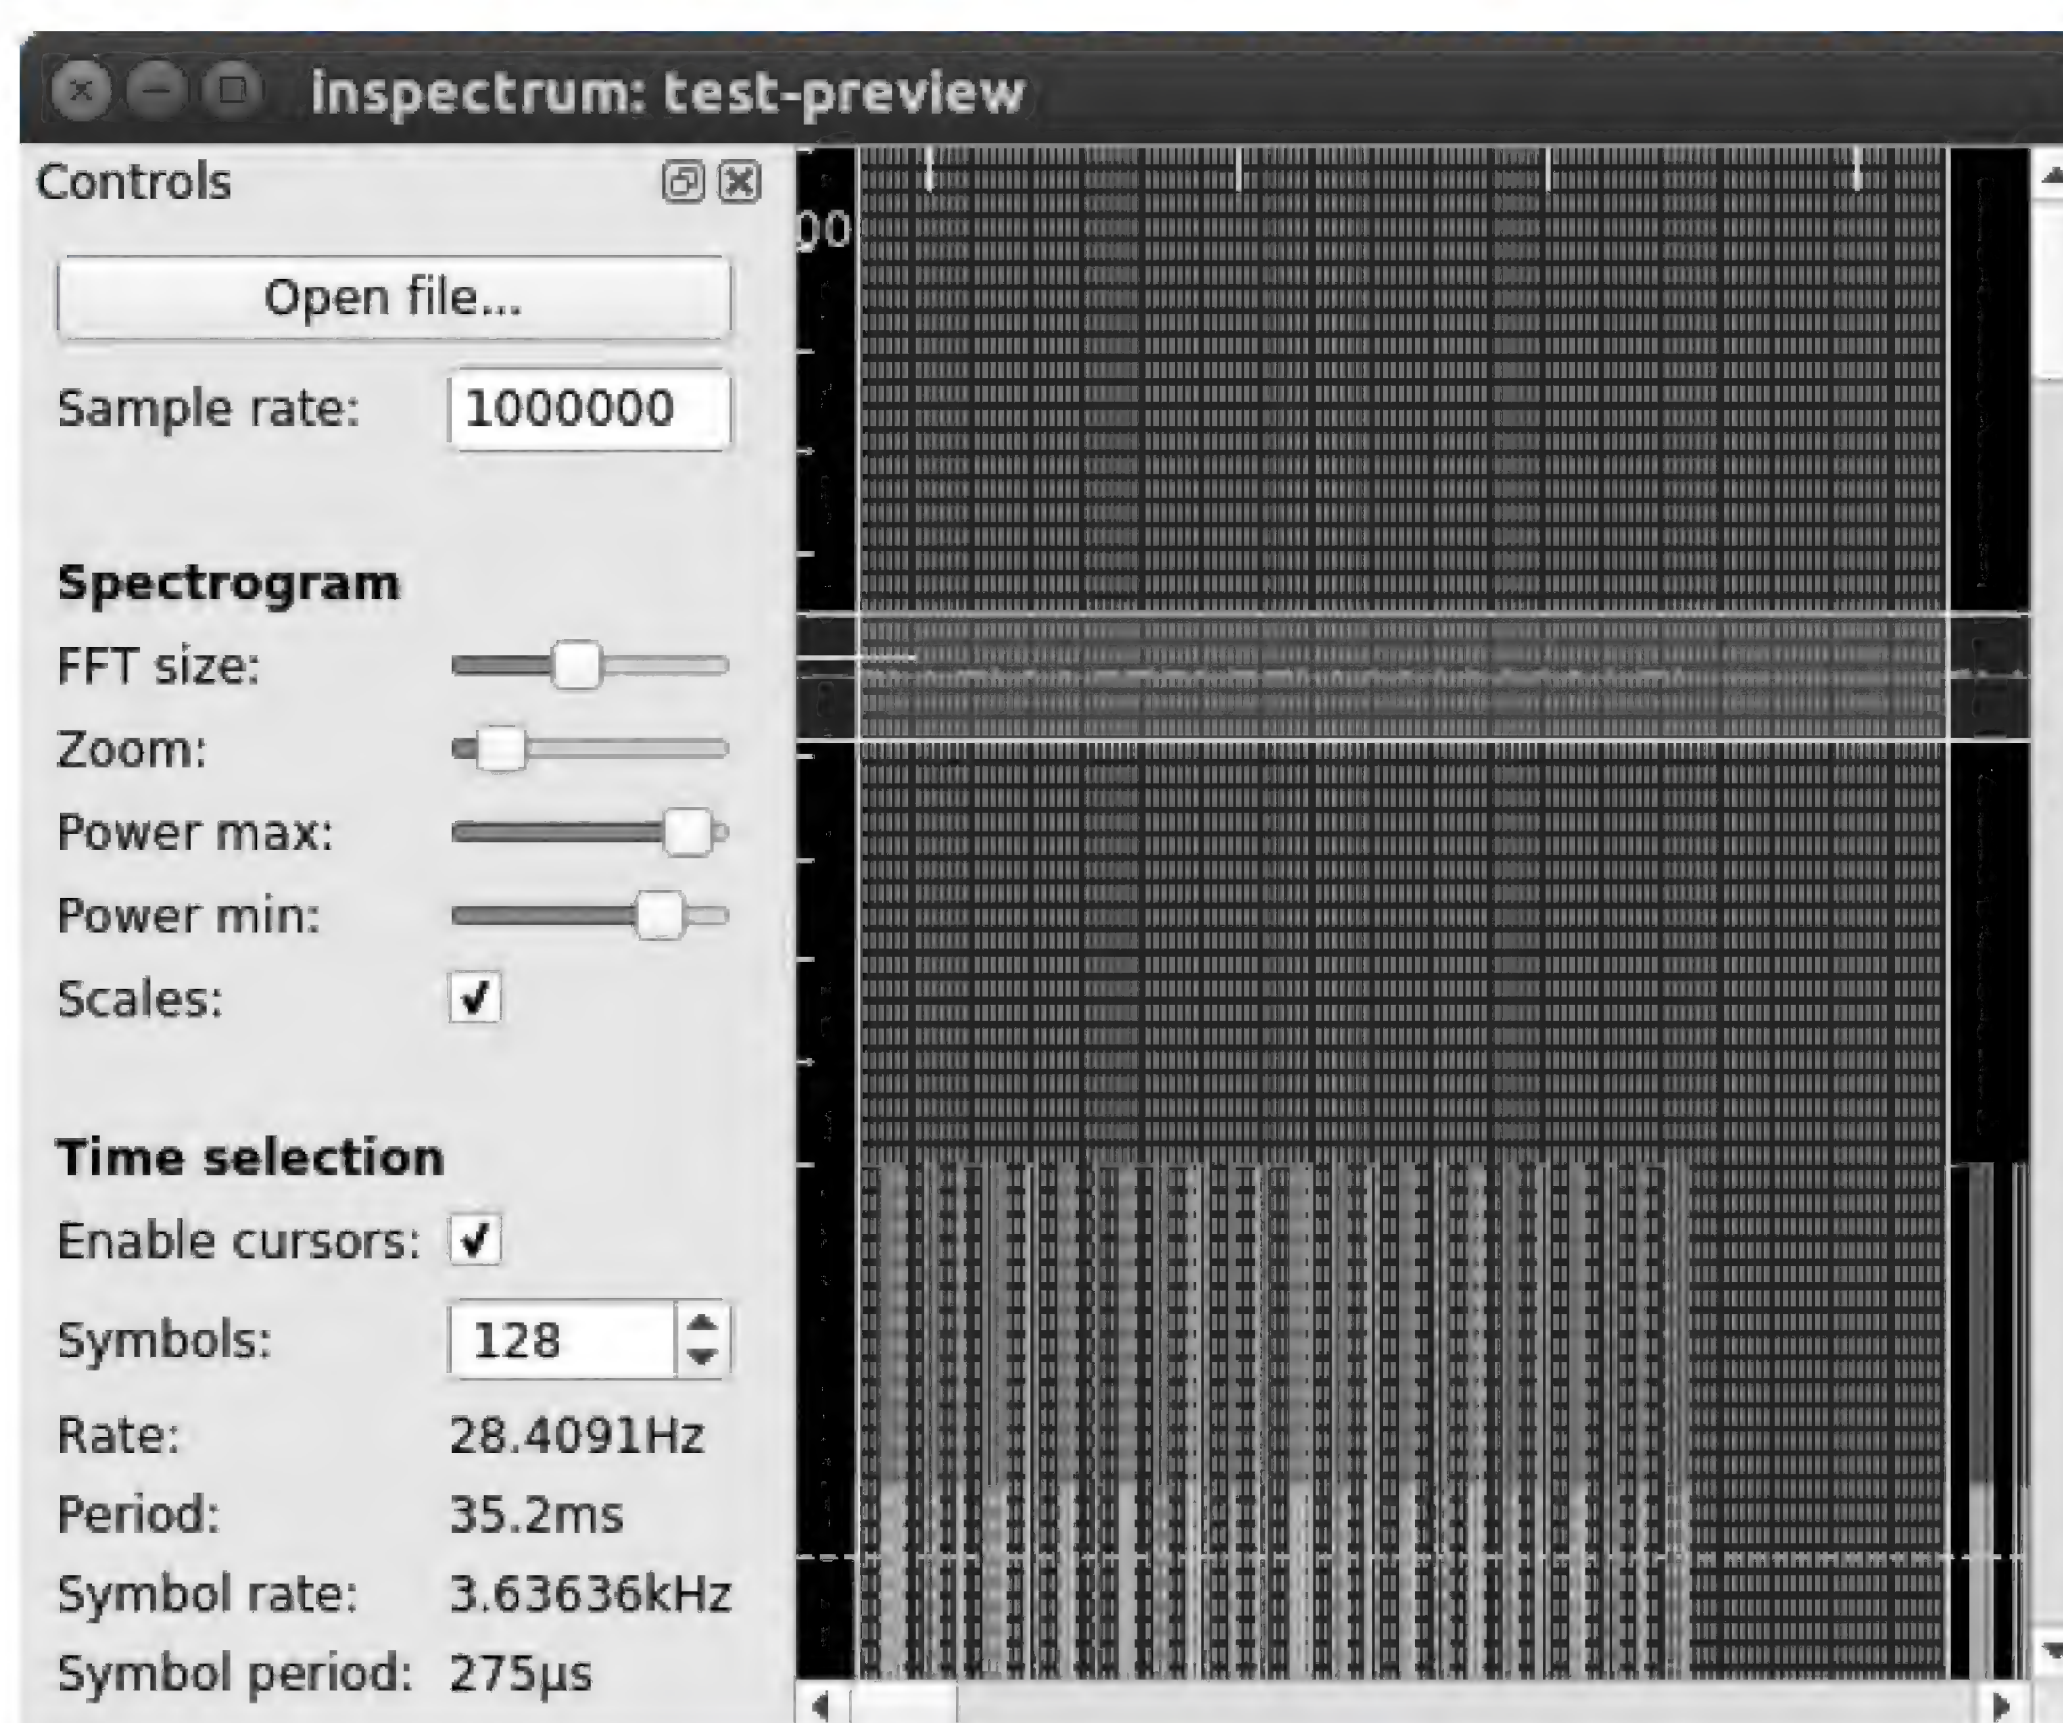 inspectrum: test-preview
Controls
00
Open file...
Sample rate: 1000000
Spectrogram
FFT size:
Zoom:
Power max:
Power min:
Scales:
Time selection
Enable cursors:
Symbols: 128
Rate: 28.4091Hz
Period: 35.2ms
Symbol rate: 3.63636kHz
Symbol period: 275µs